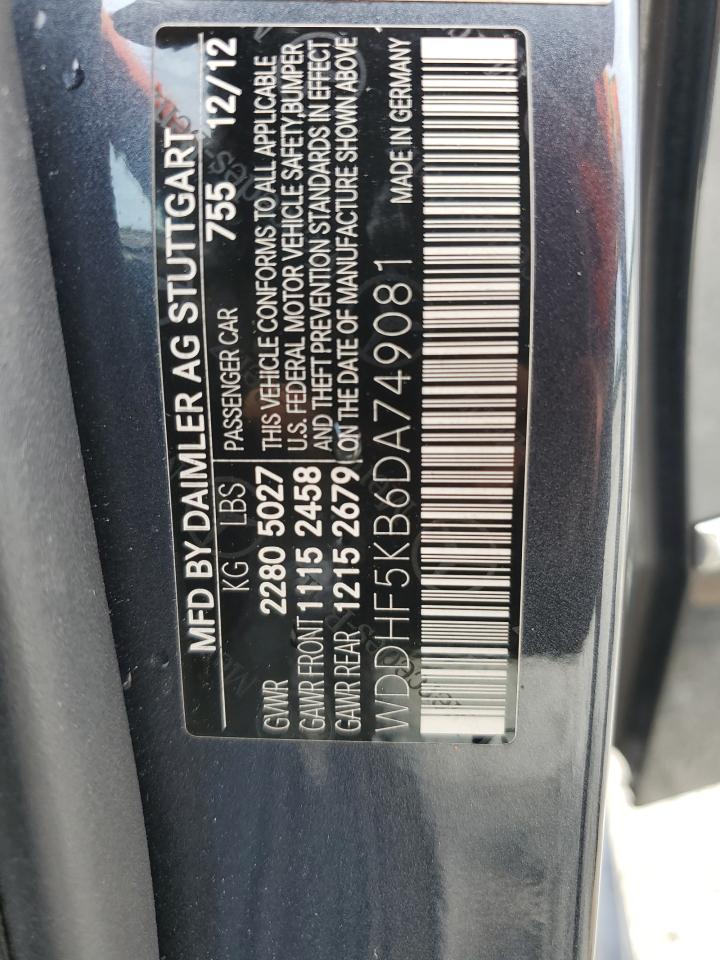 MFD BY DAIMLER AG STUTTGART
KG LBS PASSENGER CAR 755 12/12
GWR 2280 5027
GAWR FRONT 1115 2458
GAWR REAR 1215 2679
THIS VEHICLE CONFORMS TO ALL APPLICABLE
U.S. FEDERAL MOTOR VEHICLE SAFETY,BUMPER
AND THEFT PREVENTION STANDARDS IN EFFECT
ON THE DATE OF MANUFACTURE SHOWN ABOVE
WDDHF5KB6DA749081 MADE IN GERMANY